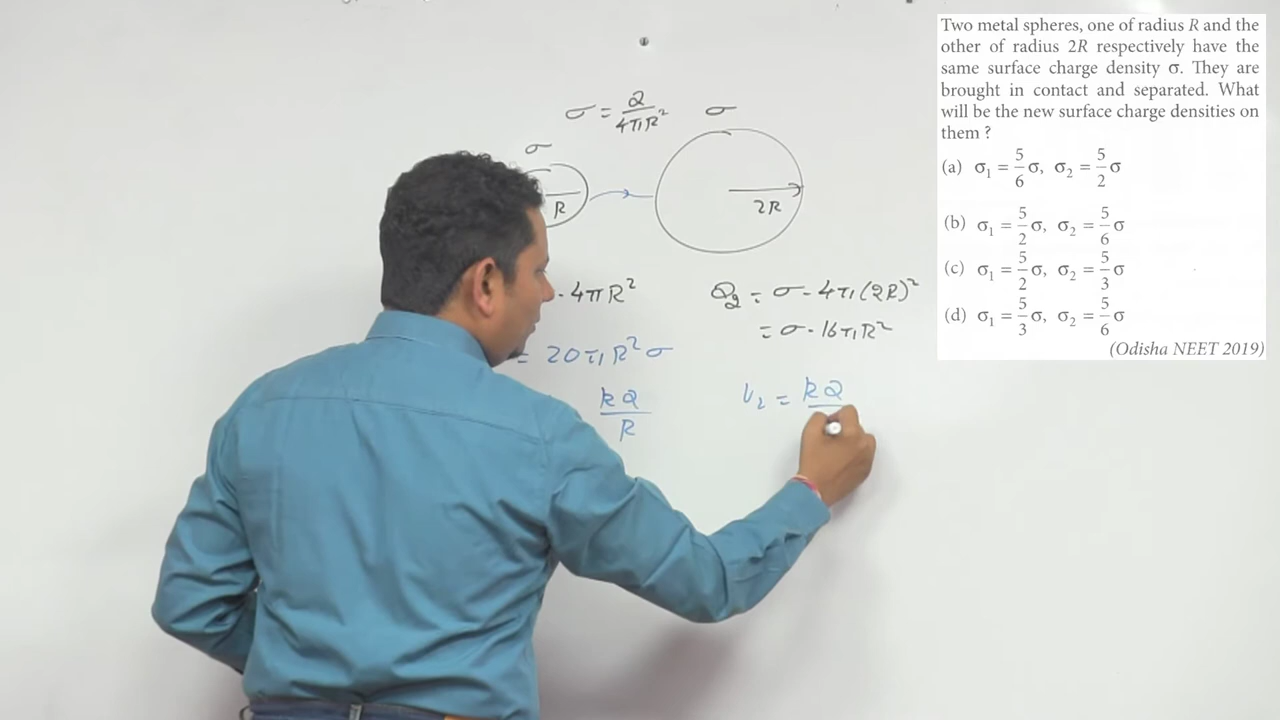 σ = Q/4πR² σ
σ
R
2R
· 4πR² Q₂ = σ · 4π(2R)²
= σ · 16πR²
= 20πR²σ
kQ/R V₂ = kQ
Two metal spheres, one of radius R and the
other of radius 2R respectively have the
same surface charge density σ. They are
brought in contact and separated. What
will be the new surface charge densities on
them ?
(a) σ₁ = 5/6 σ, σ₂ = 5/2 σ
(b) σ₁ = 5/2 σ, σ₂ = 5/6 σ
(c) σ₁ = 5/2 σ, σ₂ = 5/3 σ
(d) σ₁ = 5/3 σ, σ₂ = 5/6 σ
(Odisha NEET 2019)